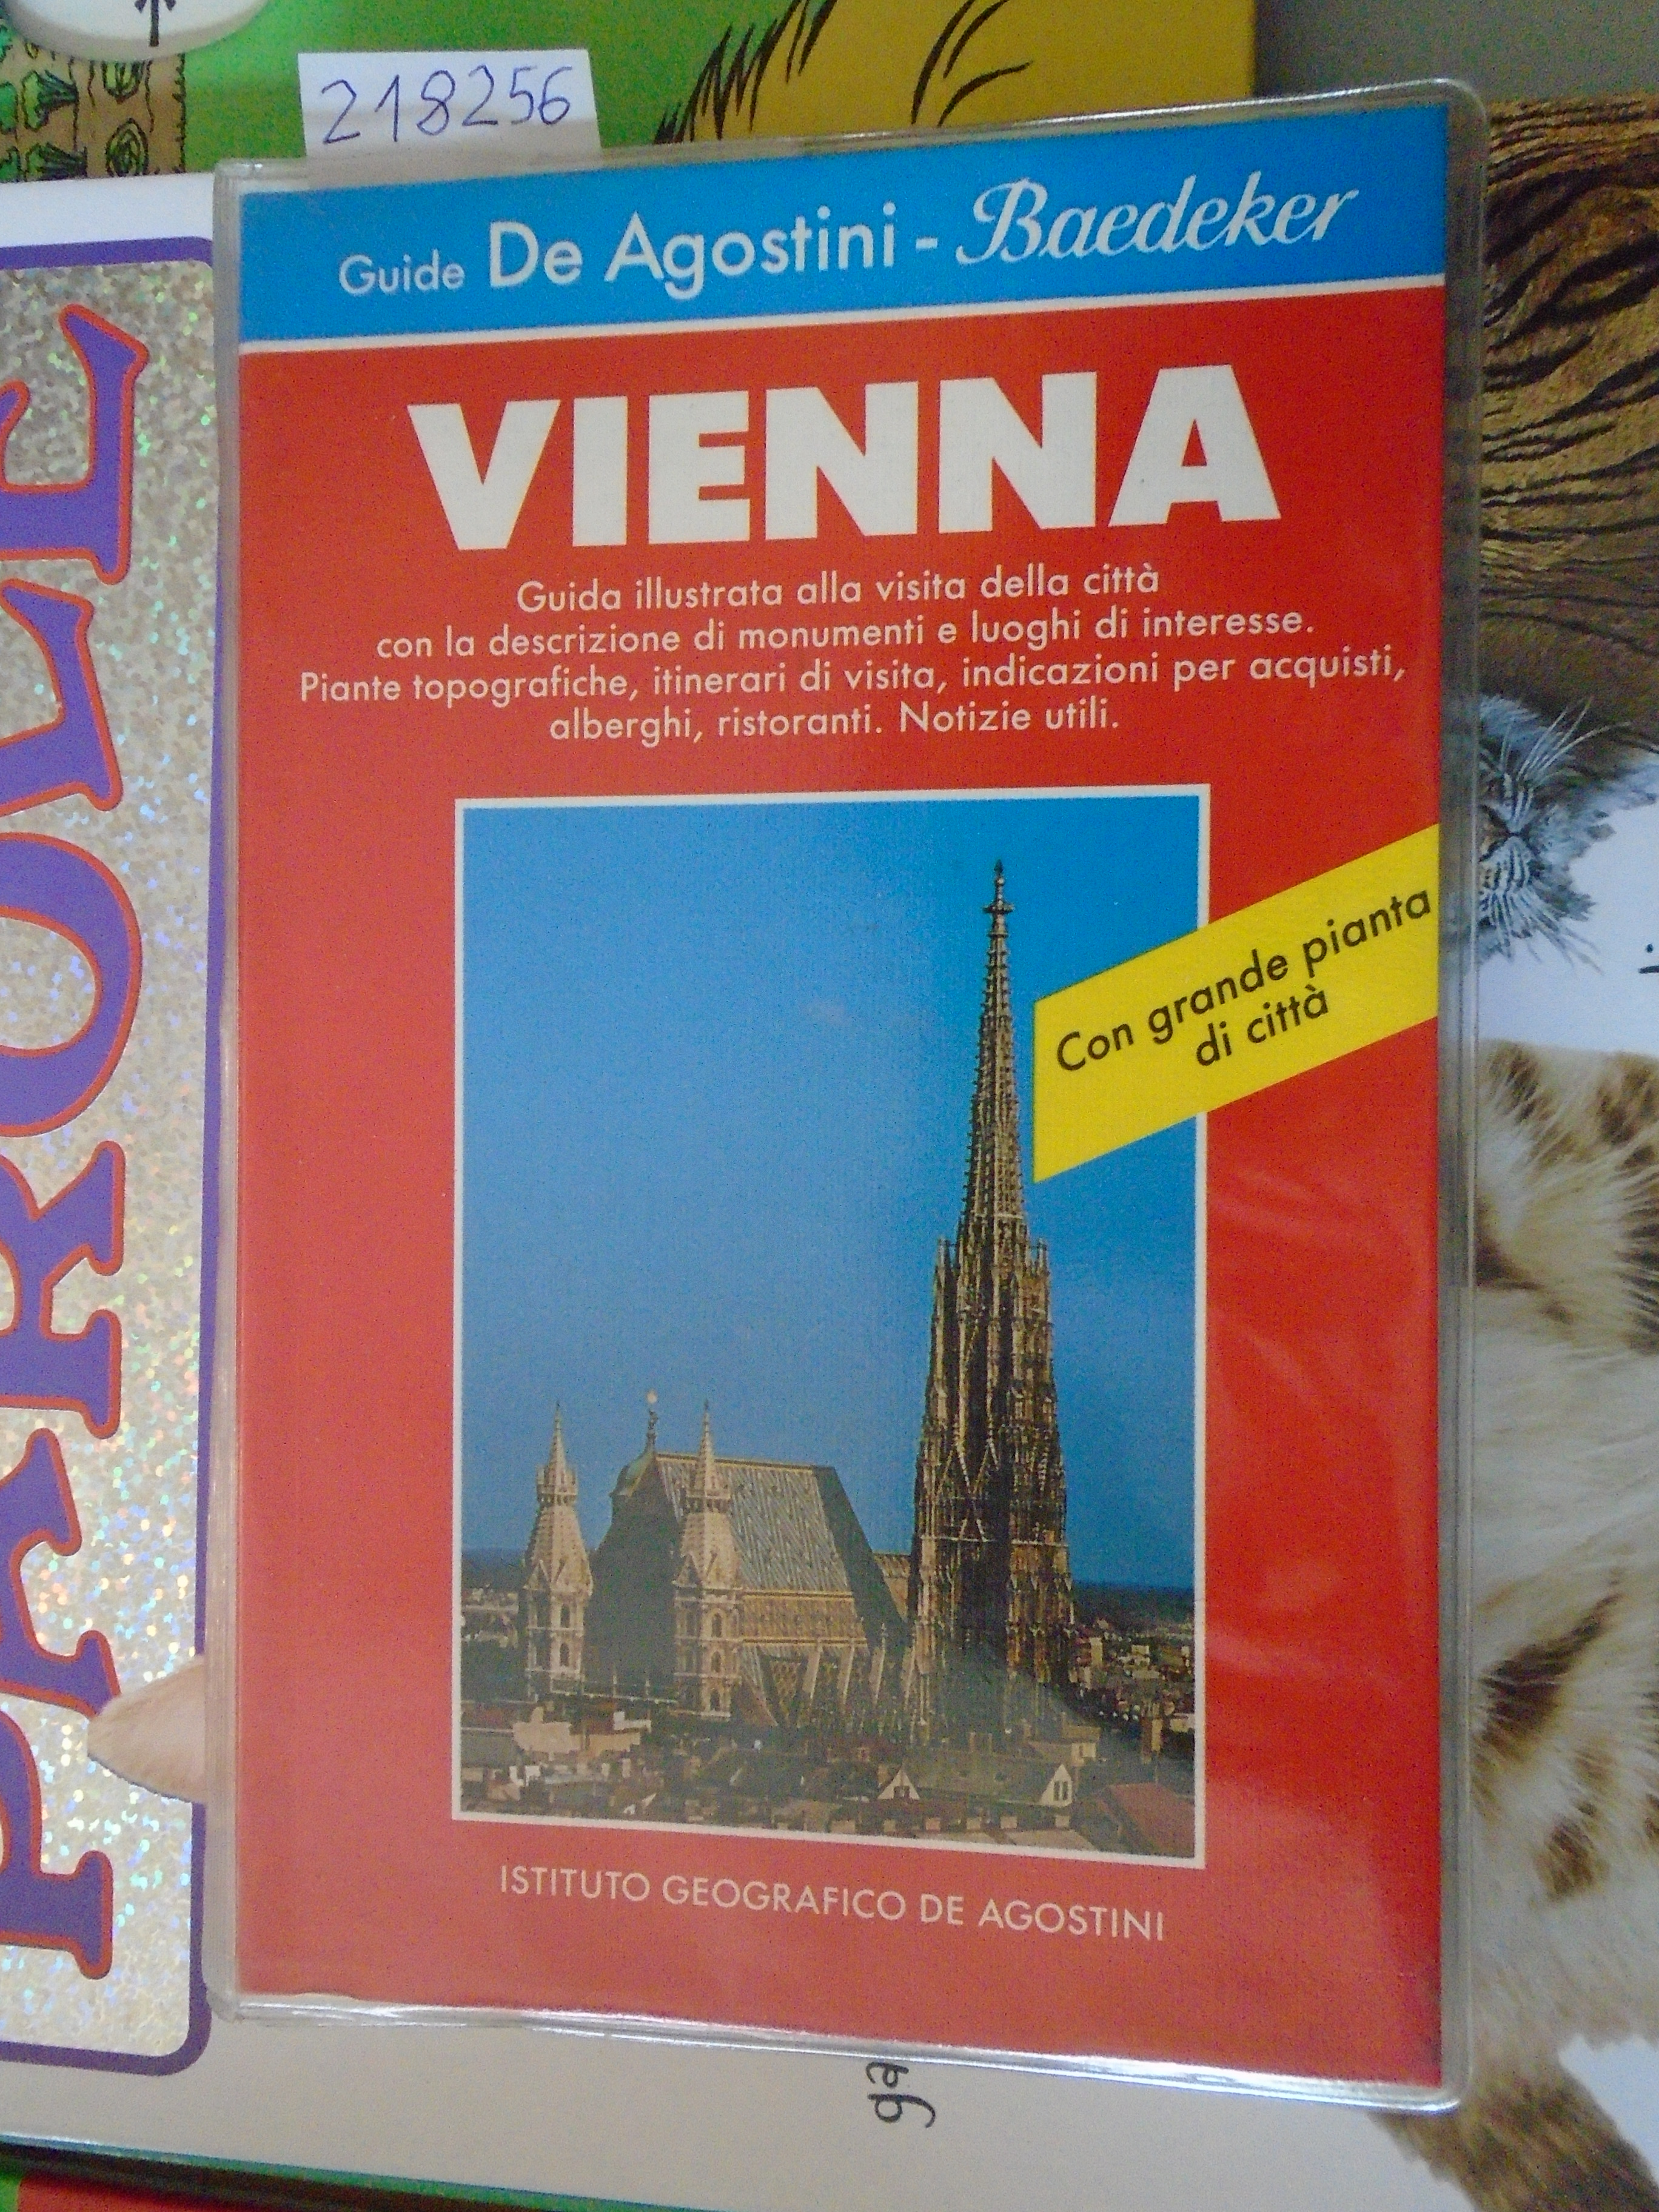 218256
Guide De Agostini - Baedeker
VIENNA
Guida illustrata alla visita della città
con la descrizione di monumenti e luoghi di interesse.
Piante topografiche, itinerari di visita, indicazioni per acquisti,
alberghi, ristoranti. Notizie utili.
Con grande pianta
di città
ISTITUTO GEOGRAFICO DE AGOSTINI
PAROLE
ga